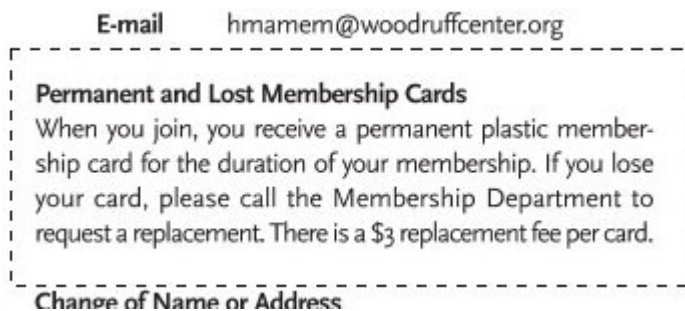 E-mail hmamem@woodruffcenter.org
Permanent and Lost Membership Cards
When you join, you receive a permanent plastic member-
ship card for the duration of your membership. If you lose
your card, please call the Membership Department to
request a replacement. There is a $3 replacement fee per card.
Change of Name or Address